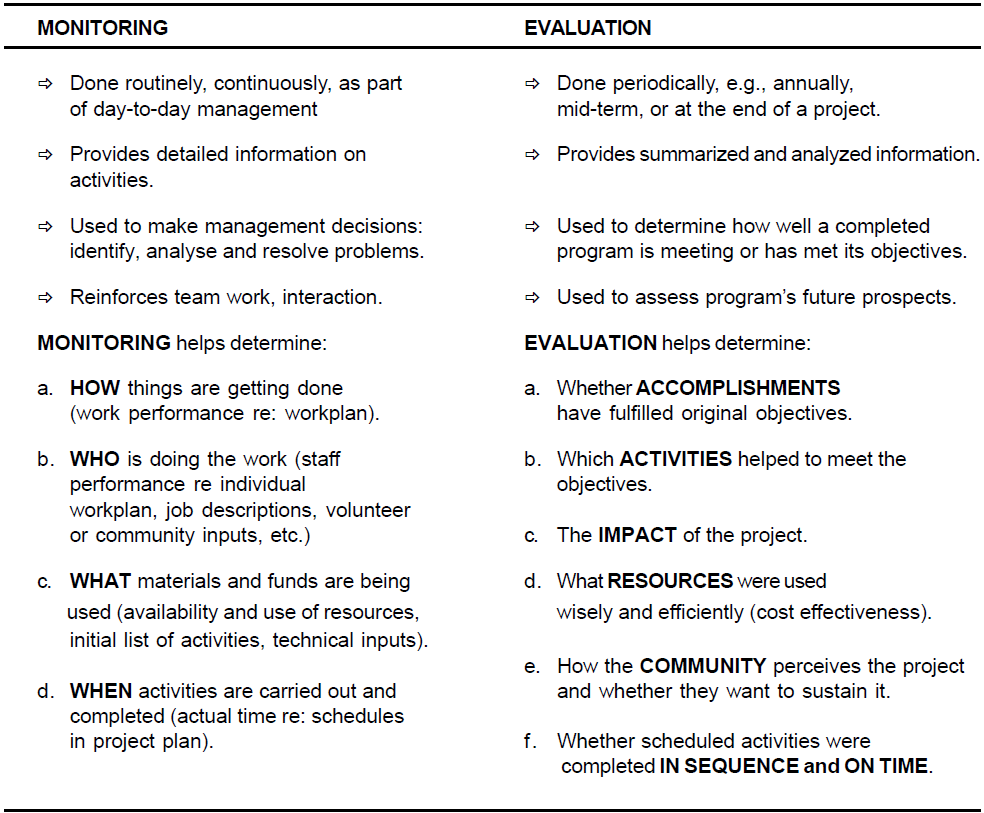 MONITORING
⇨ Done routinely, continuously, as part
of day-to-day management
⇨ Provides detailed information on
activities.
⇨ Used to make management decisions:
identify, analyse and resolve problems.
⇨ Reinforces team work, interaction.
MONITORING helps determine:
a. HOW things are getting done
(work performance re: workplan).
b. WHO is doing the work (staff
performance re individual
workplan, job descriptions, volunteer
or community inputs, etc.)
c. WHAT materials and funds are being
used (availability and use of resources,
initial list of activities, technical inputs).
d. WHEN activities are carried out and
completed (actual time re: schedules
in project plan).
EVALUATION
⇨ Done periodically, e.g., annually,
mid-term, or at the end of a project.
⇨ Provides summarized and analyzed information.
⇨ Used to determine how well a completed
program is meeting or has met its objectives.
⇨ Used to assess program's future prospects.
EVALUATION helps determine:
a. Whether ACCOMPLISHMENTS
have fulfilled original objectives.
b. Which ACTIVITIES helped to meet the
objectives.
c. The IMPACT of the project.
d. What RESOURCES were used
wisely and efficiently (cost effectiveness).
e. How the COMMUNITY perceives the project
and whether they want to sustain it.
f. Whether scheduled activities were
completed IN SEQUENCE and ON TIME.